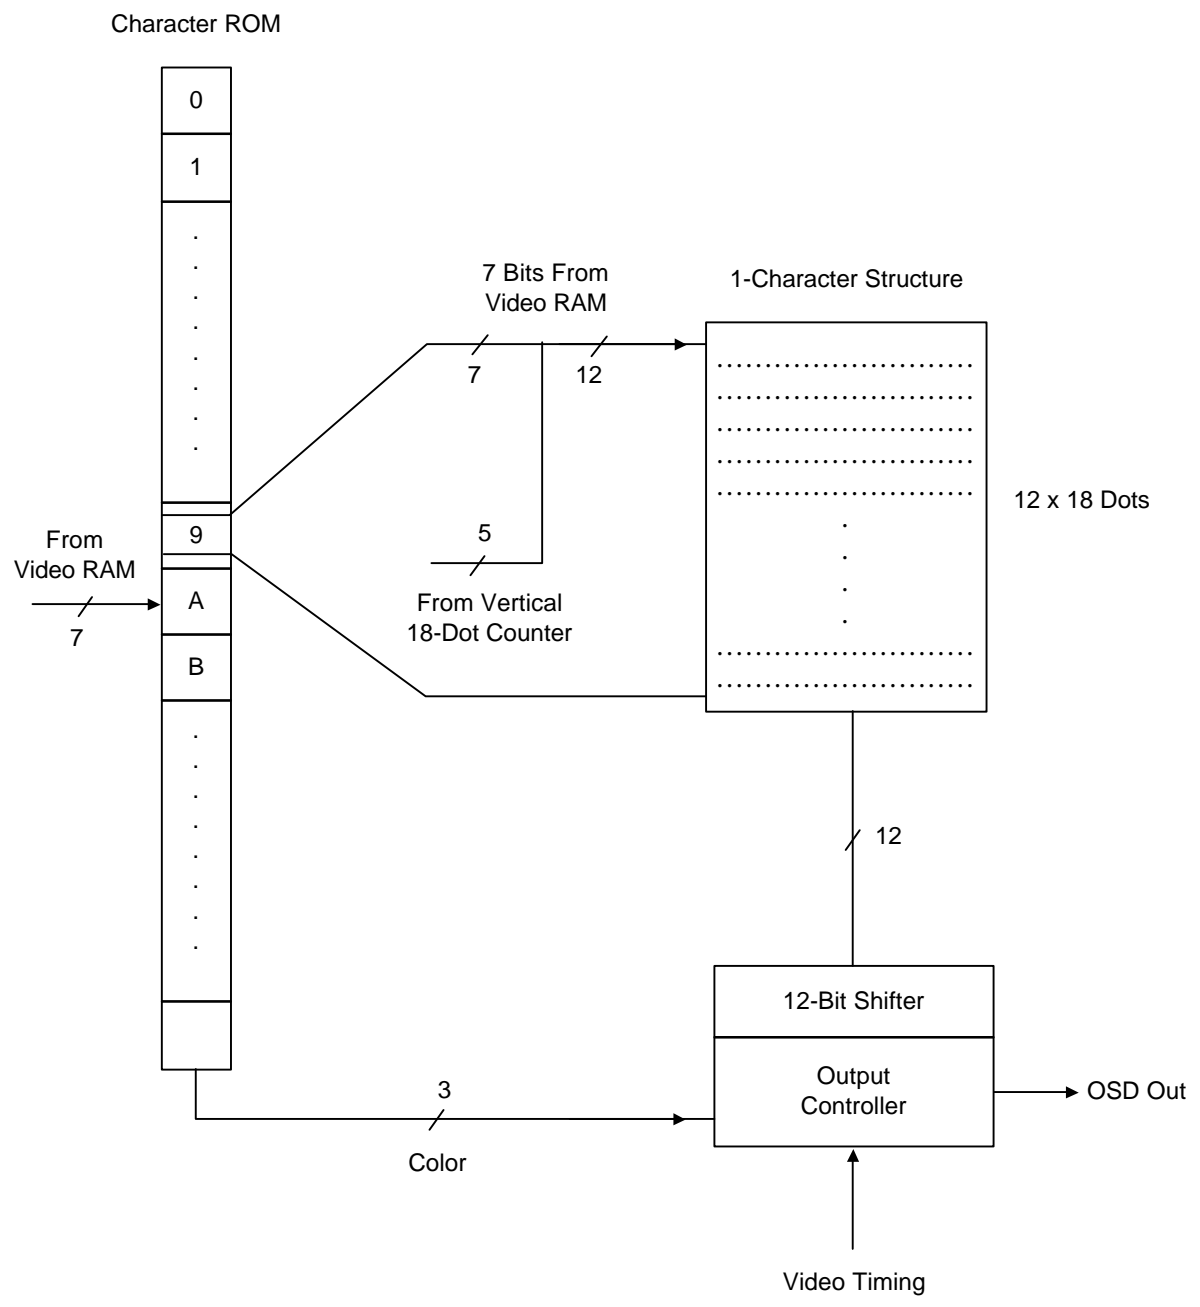 Character ROM
0
1
7 Bits From
Video RAM
1-Character Structure
7
12
12 x 18 Dots
9
5
From
Video RAM
A
From Vertical
18-Dot Counter
7
B
12
12-Bit Shifter
Output
Controller
3
OSD Out
Color
Video Timing